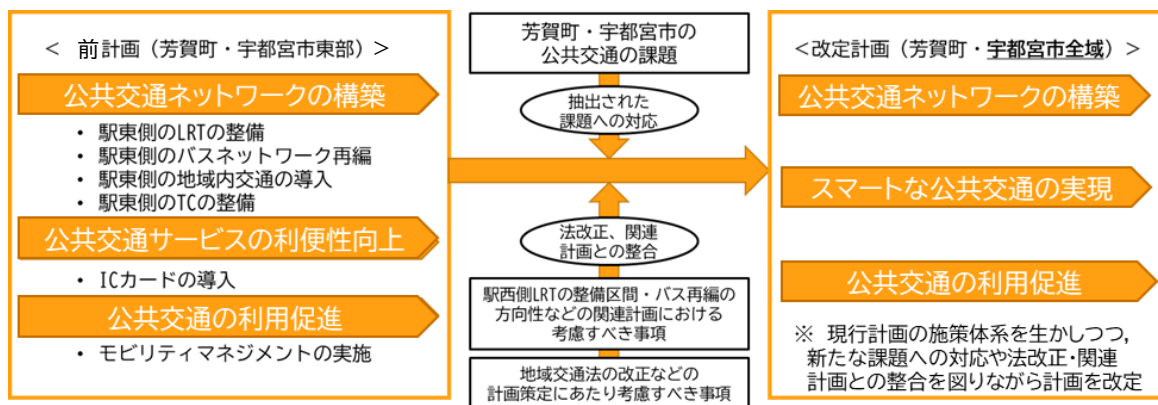 < 前計画（芳賀町・宇都宮市東部）>
公共交通ネットワークの構築
・ 駅東側のLRTの整備
・ 駅東側のバスネットワーク再編
・ 駅東側の地域内交通の導入
・ 駅東側のTCの整備
公共交通サービスの利便性向上
・ ICカードの導入
公共交通の利用促進
・ モビリティマネジメントの実施
芳賀町・宇都宮市の
公共交通の課題
抽出された
課題への対応
法改正、関連
計画との整合
駅西側LRTの整備区間・バス再編の
方向性などの関連計画における
考慮すべき事項
地域交通法の改正などの
計画策定にあたり考慮すべき事項
<改定計画（芳賀町・宇都宮市全域）>
公共交通ネットワークの構築
スマートな公共交通の実現
公共交通の利用促進
※ 現行計画の施策体系を生かしつつ，
新たな課題への対応や法改正・関連
計画との整合を図りながら計画を改定